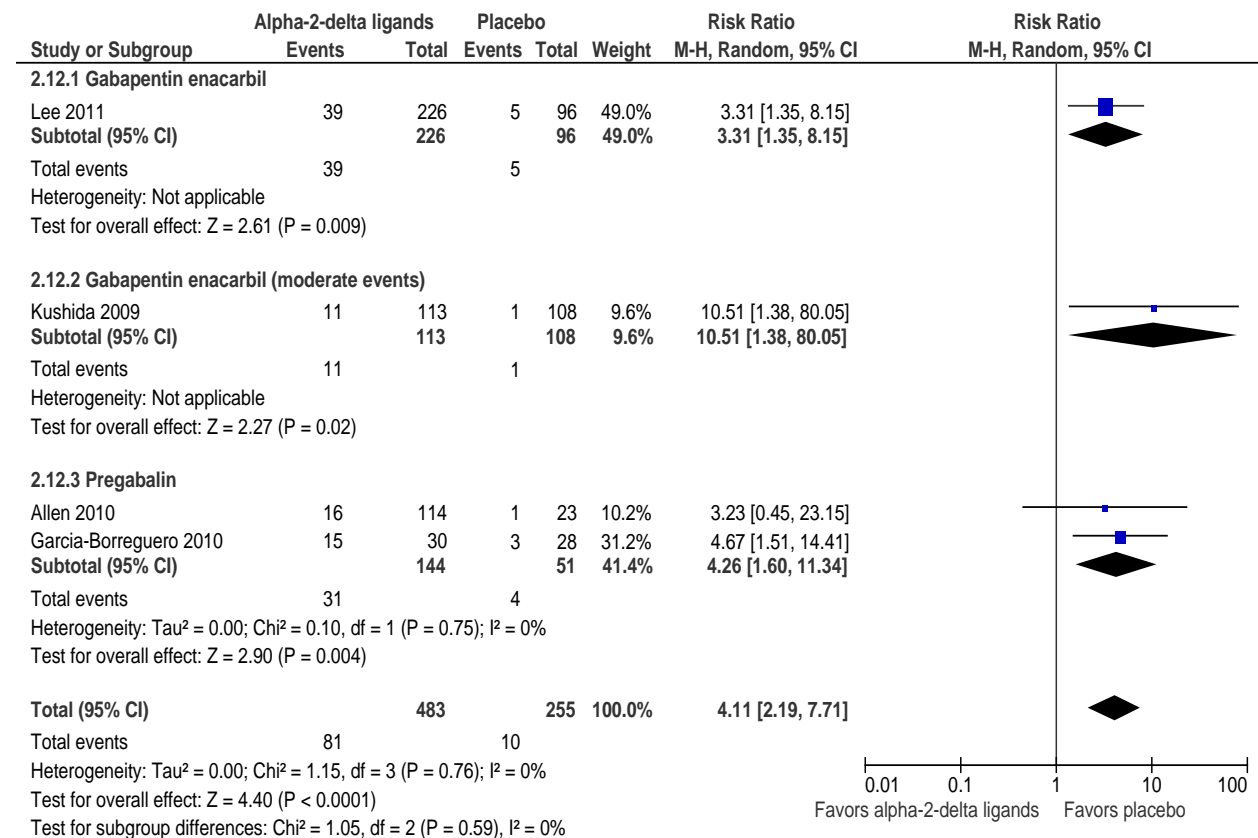 Alpha-2-delta ligands Placebo Risk Ratio Risk Ratio
Study or Subgroup Events Total Events Total Weight M-H, Random, 95% CI M-H, Random, 95% CI
2.12.1 Gabapentin enacarbil
Lee 2011 39 226 5 96 49.0% 3.31 [1.35, 8.15]
Subtotal (95% CI) 226 96 49.0% 3.31 [1.35, 8.15]
Total events 39 5
Heterogeneity: Not applicable
Test for overall effect: Z = 2.61 (P = 0.009)
2.12.2 Gabapentin enacarbil (moderate events)
Kushida 2009 11 113 1 108 9.6% 10.51 [1.38, 80.05]
Subtotal (95% CI) 113 108 9.6% 10.51 [1.38, 80.05]
Total events 11 1
Heterogeneity: Not applicable
Test for overall effect: Z = 2.27 (P = 0.02)
2.12.3 Pregabalin
Allen 2010 16 114 1 23 10.2% 3.23 [0.45, 23.15]
Garcia-Borreguero 2010 15 30 3 28 31.2% 4.67 [1.51, 14.41]
Subtotal (95% CI) 144 51 41.4% 4.26 [1.60, 11.34]
Total events 31 4
Heterogeneity: Tau² = 0.00; Chi² = 0.10, df = 1 (P = 0.75); I² = 0%
Test for overall effect: Z = 2.90 (P = 0.004)
Total (95% CI) 483 255 100.0% 4.11 [2.19, 7.71]
Total events 81 10
Heterogeneity: Tau² = 0.00; Chi² = 1.15, df = 3 (P = 0.76); I² = 0%
Test for overall effect: Z = 4.40 (P < 0.0001)
Test for subgroup differences: Chi² = 1.05, df = 2 (P = 0.59), I² = 0%
0.01 0.1 1 10 100
Favors alpha-2-delta ligands Favors placebo